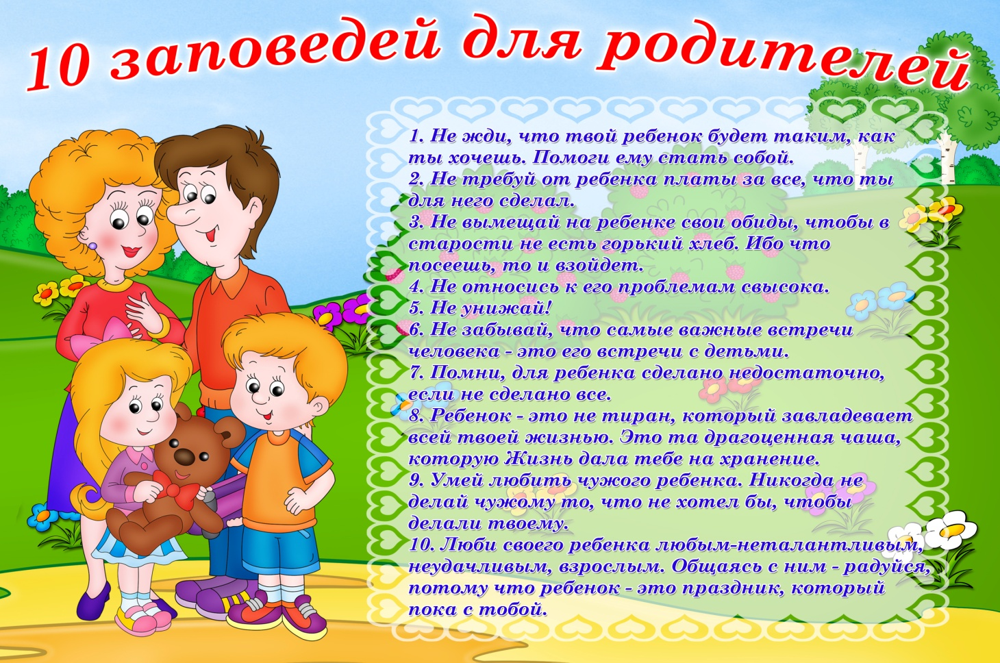 10 заповедей для родителей
1. Не жди, что твой ребенок будет таким, как
ты хочешь. Помоги ему стать собой.
2. Не требуй от ребенка платы за все, что ты
для него сделал.
3. Не вымещай на ребенке свои обиды, чтобы в
старости не есть горький хлеб. Ибо что
посеешь, то и взойдет.
4. Не относись к его проблемам свысока.
5. Не унижай!
6. Не забывай, что самые важные встречи
человека - это его встречи с детьми.
7. Помни, для ребенка сделано недостаточно,
если не сделано все.
8. Ребенок - это не тиран, который завладевает
всей твоей жизнью. Это та драгоценная чаша,
которую Жизнь дала тебе на хранение.
9. Умей любить чужого ребенка. Никогда не
делай чужому то, что не хотел бы, чтобы
делали твоему.
10. Люби своего ребенка любым-неталантливым,
неудачливым, взрослым. Общаясь с ним - радуйся,
потому что ребенок - это праздник, который
пока с тобой.